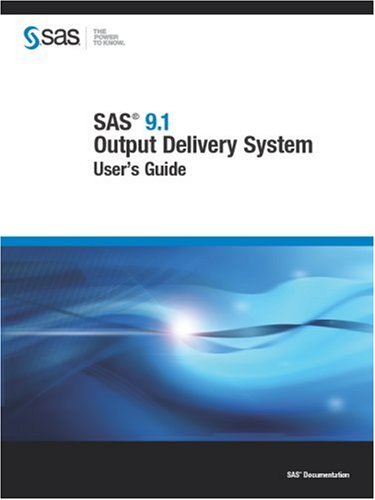 sas
THE
POWER
TO KNOW.
SAS® 9.1
Output Delivery System
User's Guide
SAS® Documentation